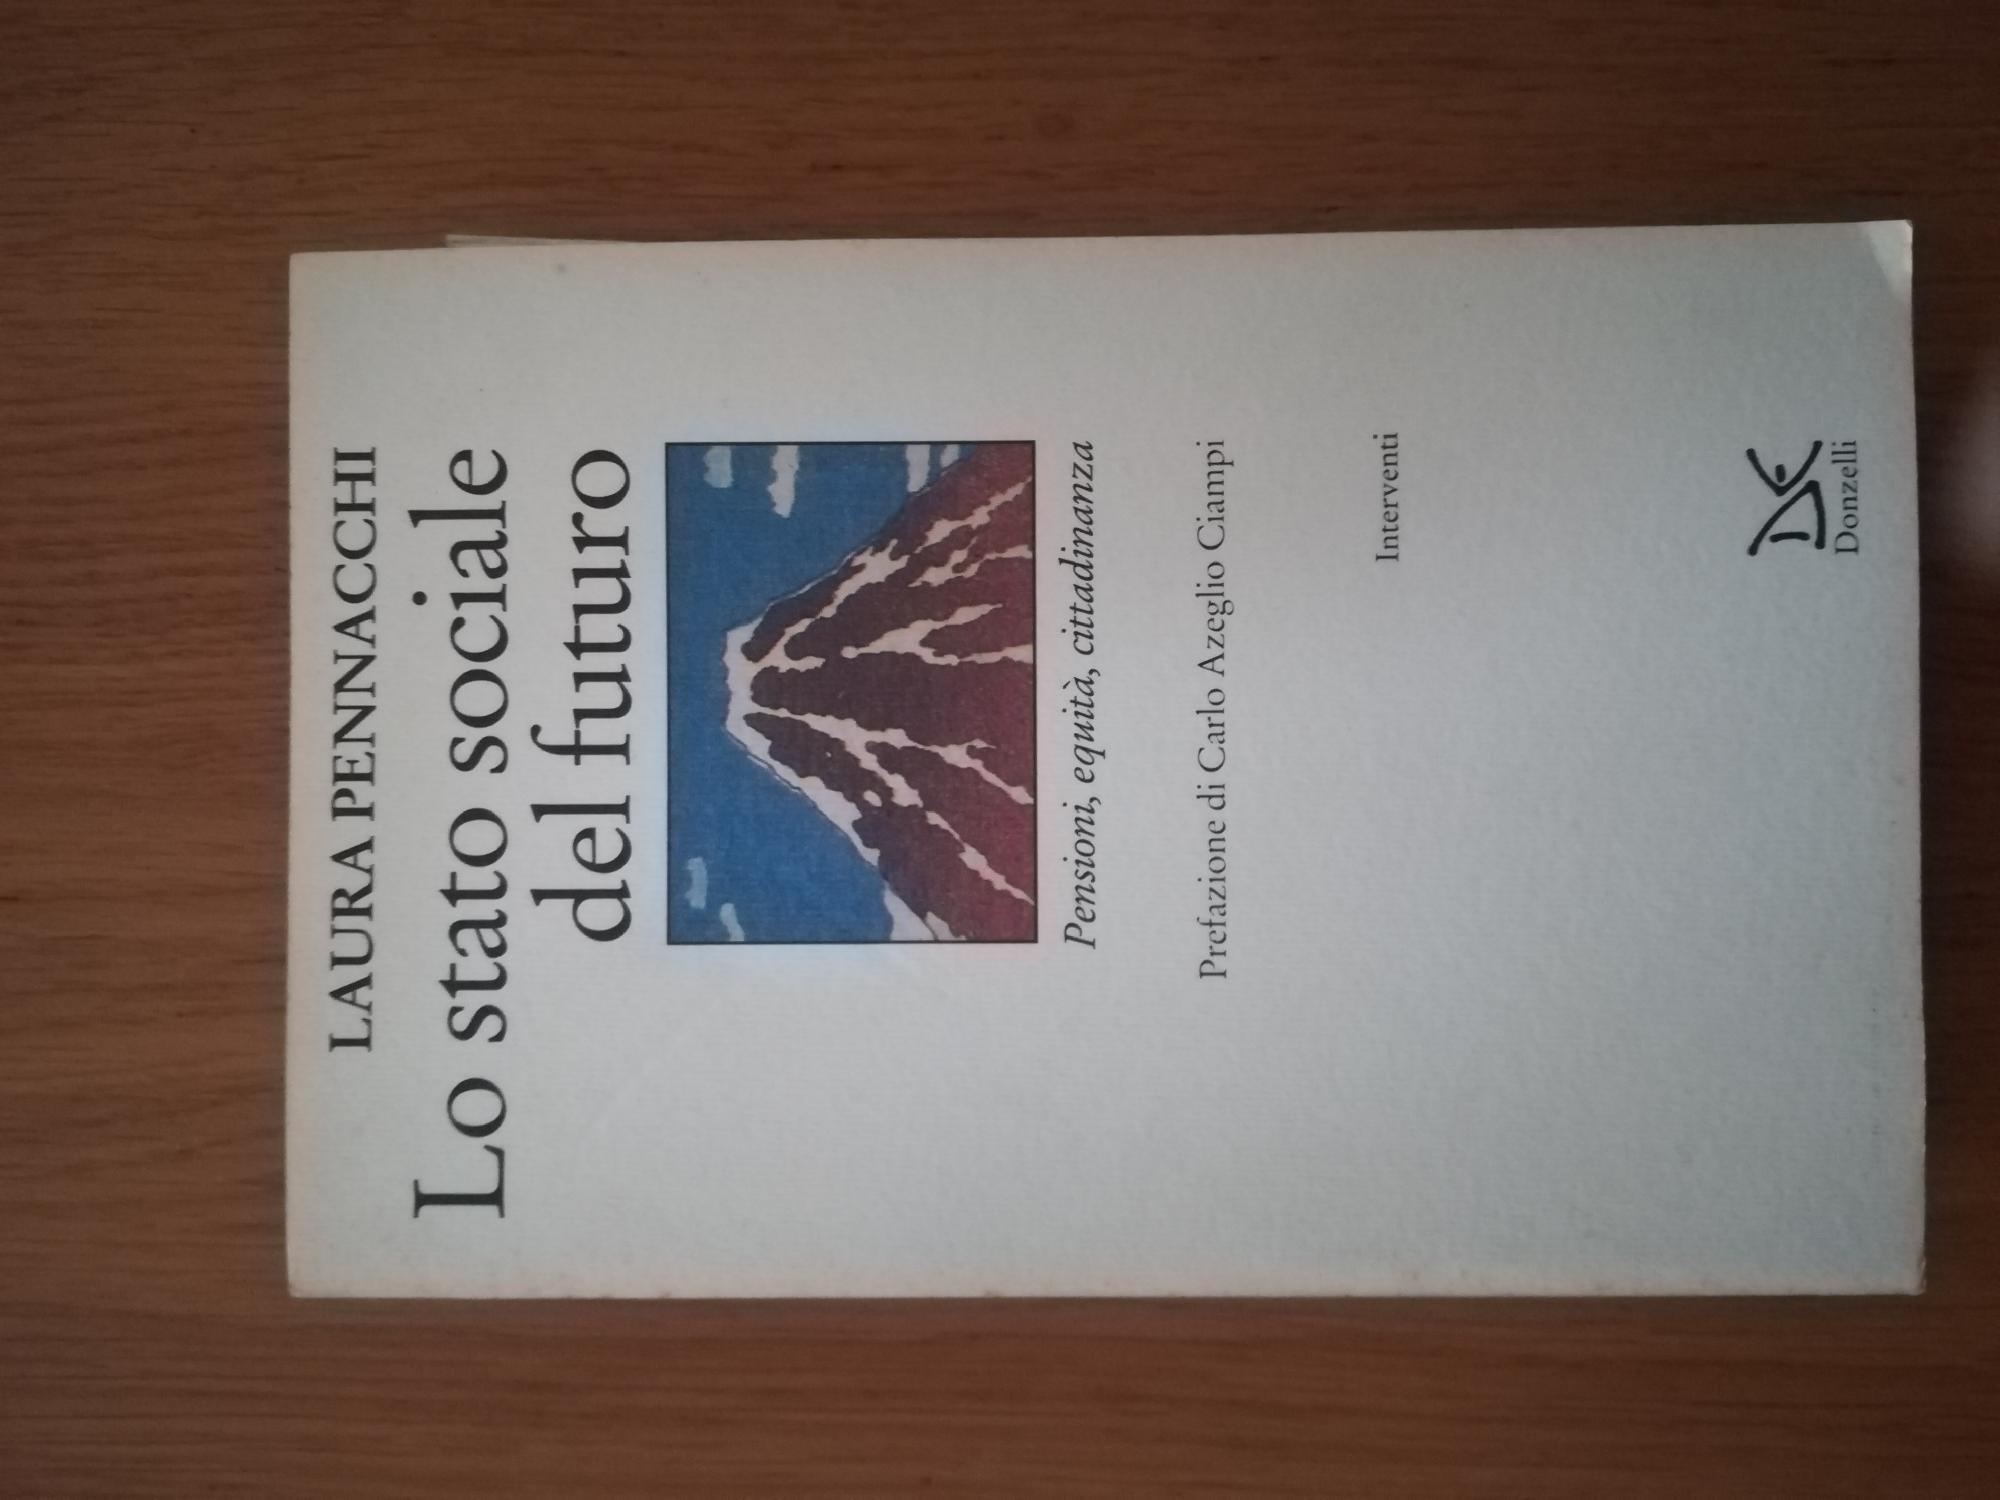 LAURA PENNACCHI
Lo stato sociale
del futuro
Pensioni, equità, cittadinanza
Prefazione di Carlo Azeglio Ciampi
Interventi
Donzelli